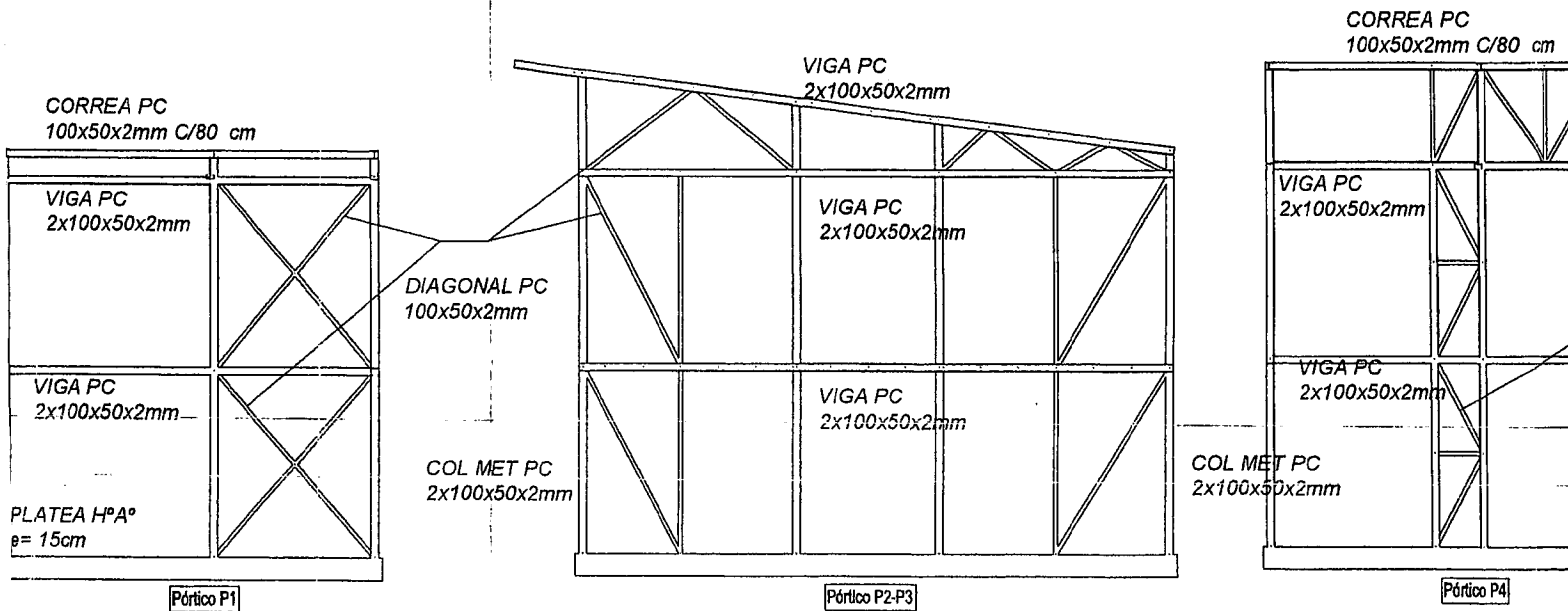 CORREA PC
100x50x2mm C/80 cm
VIGA PC
2x100x50x2mm
VIGA PC
2x100x50x2mm
PLATEA HºAº
e= 15cm
Pórtico P1
DIAGONAL PC
100x50x2mm
COL MET PC
2x100x50x2mm
VIGA PC
2x100x50x2mm
VIGA PC
2x100x50x2mm
VIGA PC
2x100x50x2mm
Pórtico P2-P3
CORREA PC
100x50x2mm C/80 cm
VIGA PC
2x100x50x2mm
VIGA PC
2x100x50x2mm
COL MET PC
2x100x50x2mm
Pórtico P4